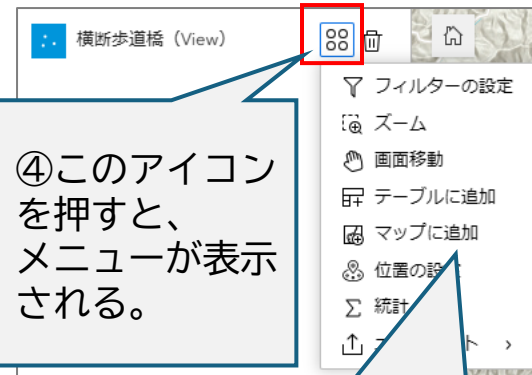 横断歩道橋（View）
フィルターの設定
ズーム
画面移動
テーブルに追加
マップに追加
位置の設
統計
ト
④このアイコン
を押すと、
メニューが表示
される。